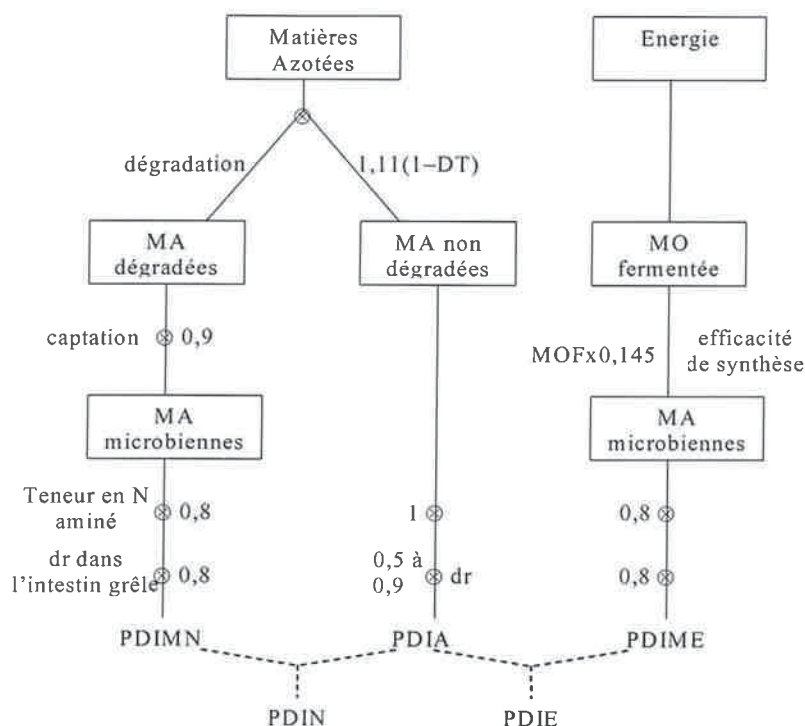 Matières
Azotées
Energie
dégradation
1,11(1–DT)
MA
dégradées
MA non
dégradées
MO
fermentée
captation
0,9
MOFx0,145
efficacité
de synthèse
MA
microbiennes
MA
microbiennes
Teneur en N
aminé
0,8
1
0,8
dr dans
l'intestin grêle
0,8
0,5 à
0,9
dr
0,8
PDIMN
PDIA
PDIME
PDIN
PDIE